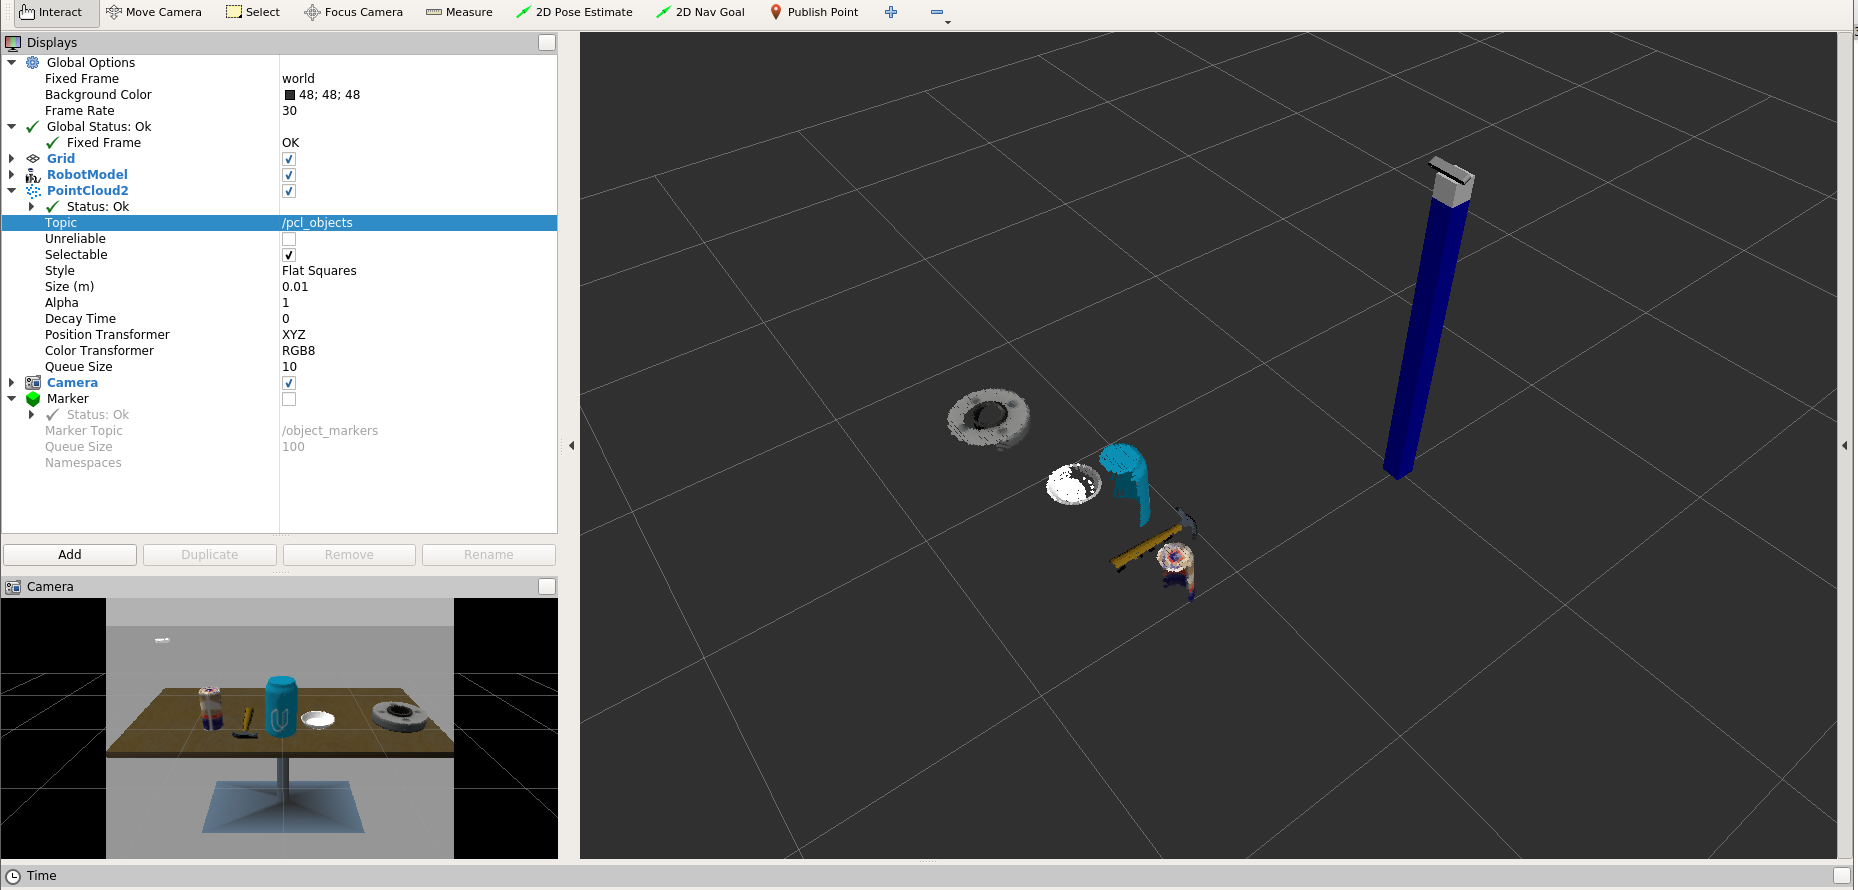 Interact Move Camera Select Focus Camera Measure 2D Pose Estimate 2D Nav Goal Publish Point
Displays
Global Options
Fixed Frame world
Background Color 48; 48; 48
Frame Rate 30
Global Status: Ok
Fixed Frame OK
Grid
RobotModel
PointCloud2
Status: Ok
Topic /pcl_objects
Unreliable
Selectable
Style Flat Squares
Size (m) 0.01
Alpha 1
Decay Time 0
Position Transformer XYZ
Color Transformer RGB8
Queue Size 10
Camera
Marker
Status: Ok
Marker Topic /object_markers
Queue Size 100
Namespaces
Add Duplicate Remove Rename
Camera
Time